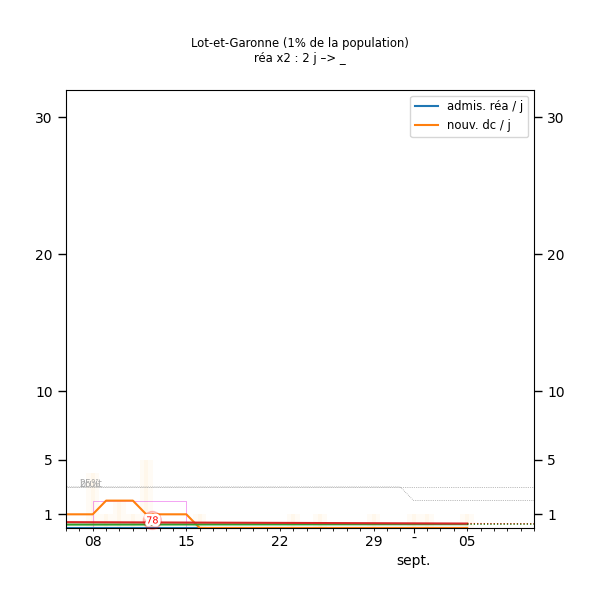 Lot-et-Garonne (1% de la population)
réa x2 : 2 j –> _
admis. réa / j
nouv. dc / j
30 30
20 20
10 10
5 5
1 1
78
08 15 22 29 - 05
sept.